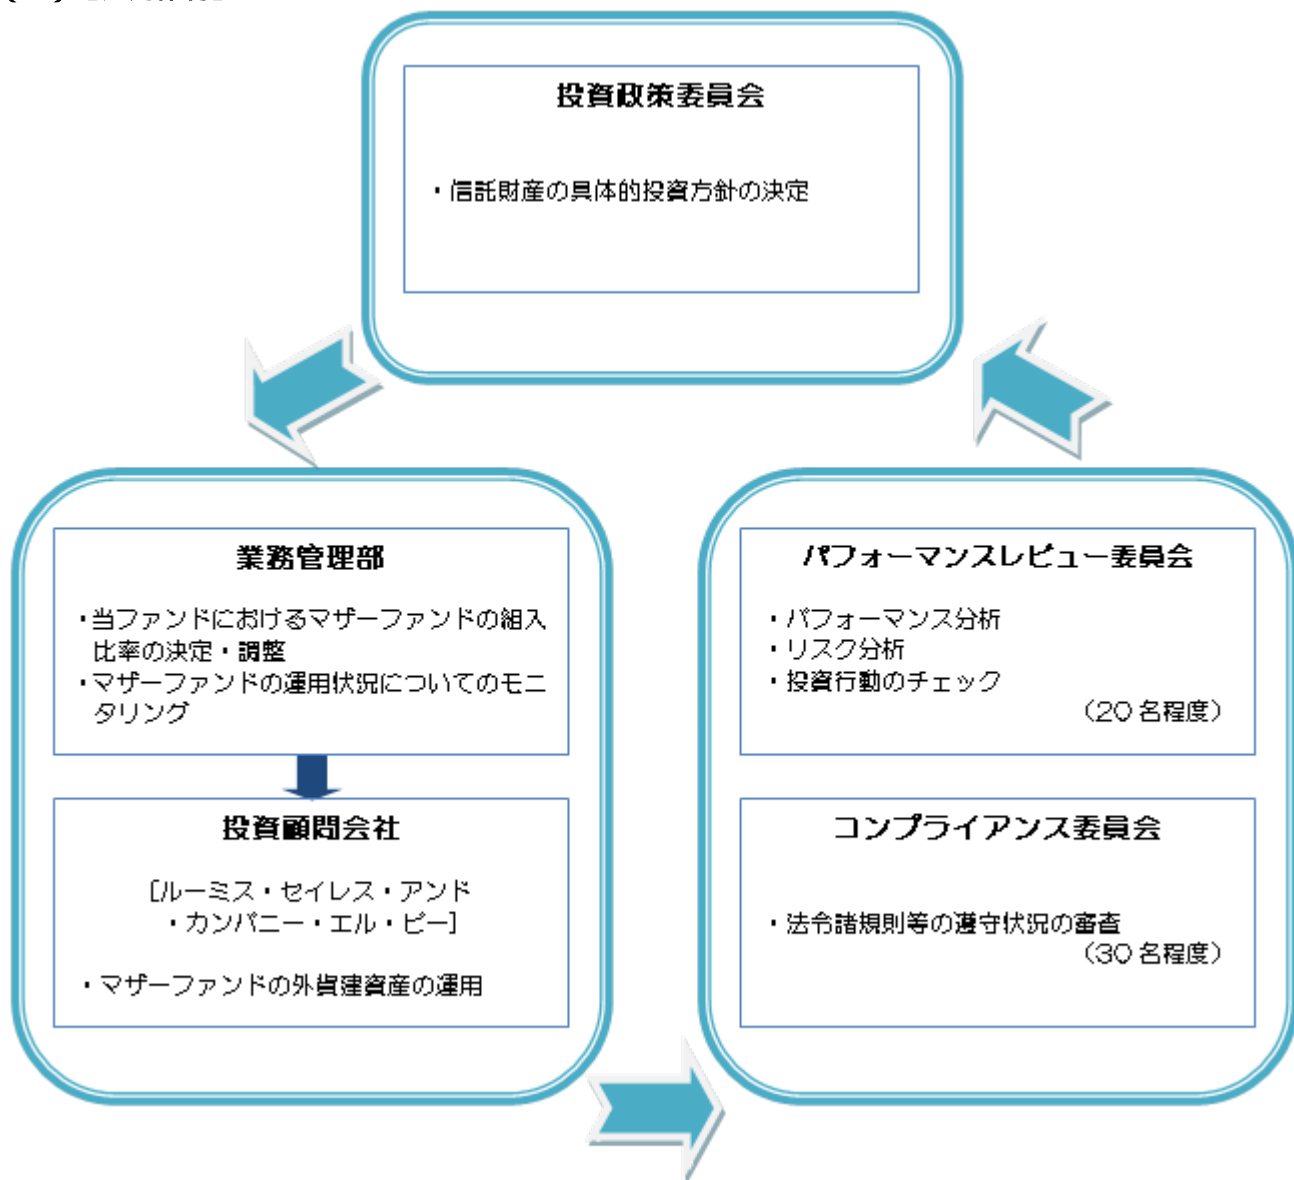 投資政策委員会
・信託財産の具体的投資方針の決定
業務管理部
・当ファンドにおけるマザーファンドの組入
比率の決定・調整
・マザーファンドの運用状況についてのモニ
タリング
投資顧問会社
[ルーミス・セイレス・アンド
・カンパニー・エル・ピー]
・マザーファンドの外貨建資産の運用
パフォーマンスレビュー委員会
・パフォーマンス分析
・リスク分析
・投資行動のチェック
（20 名程度）
コンプライアンス委員会
・法令諸規則等の遵守状況の審査
（30 名程度）